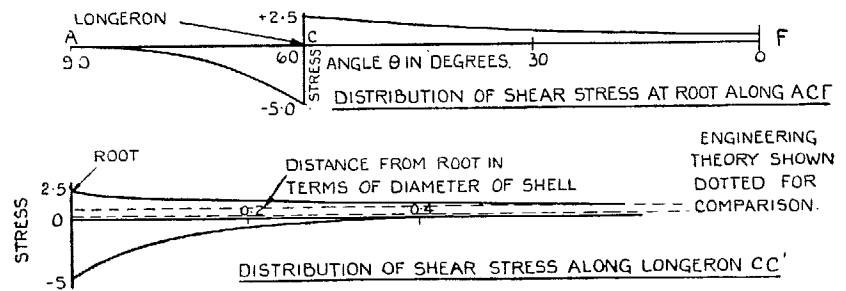 LONGERON
+2.5
A
C
F
90
60
ANGLE θ IN DEGREES.
30
0
STRESS
-5.0
DISTRIBUTION OF SHEAR STRESS AT ROOT ALONG ACF
ROOT
DISTANCE FROM ROOT IN
TERMS OF DIAMETER OF SHELL
ENGINEERING
THEORY SHOWN
DOTTED FOR
COMPARISON.
2.5
0
0.2
0.4
STRESS
-5
DISTRIBUTION OF SHEAR STRESS ALONG LONGERON CC'